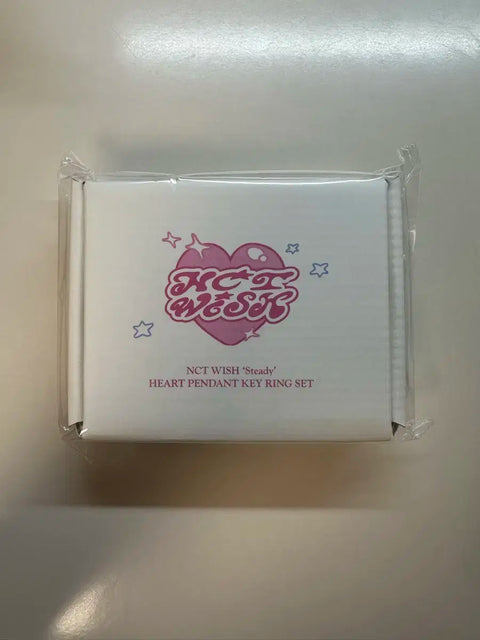 NCT
WISH
NCT WISH ‘Steady’
HEART PENDANT KEY RING SET